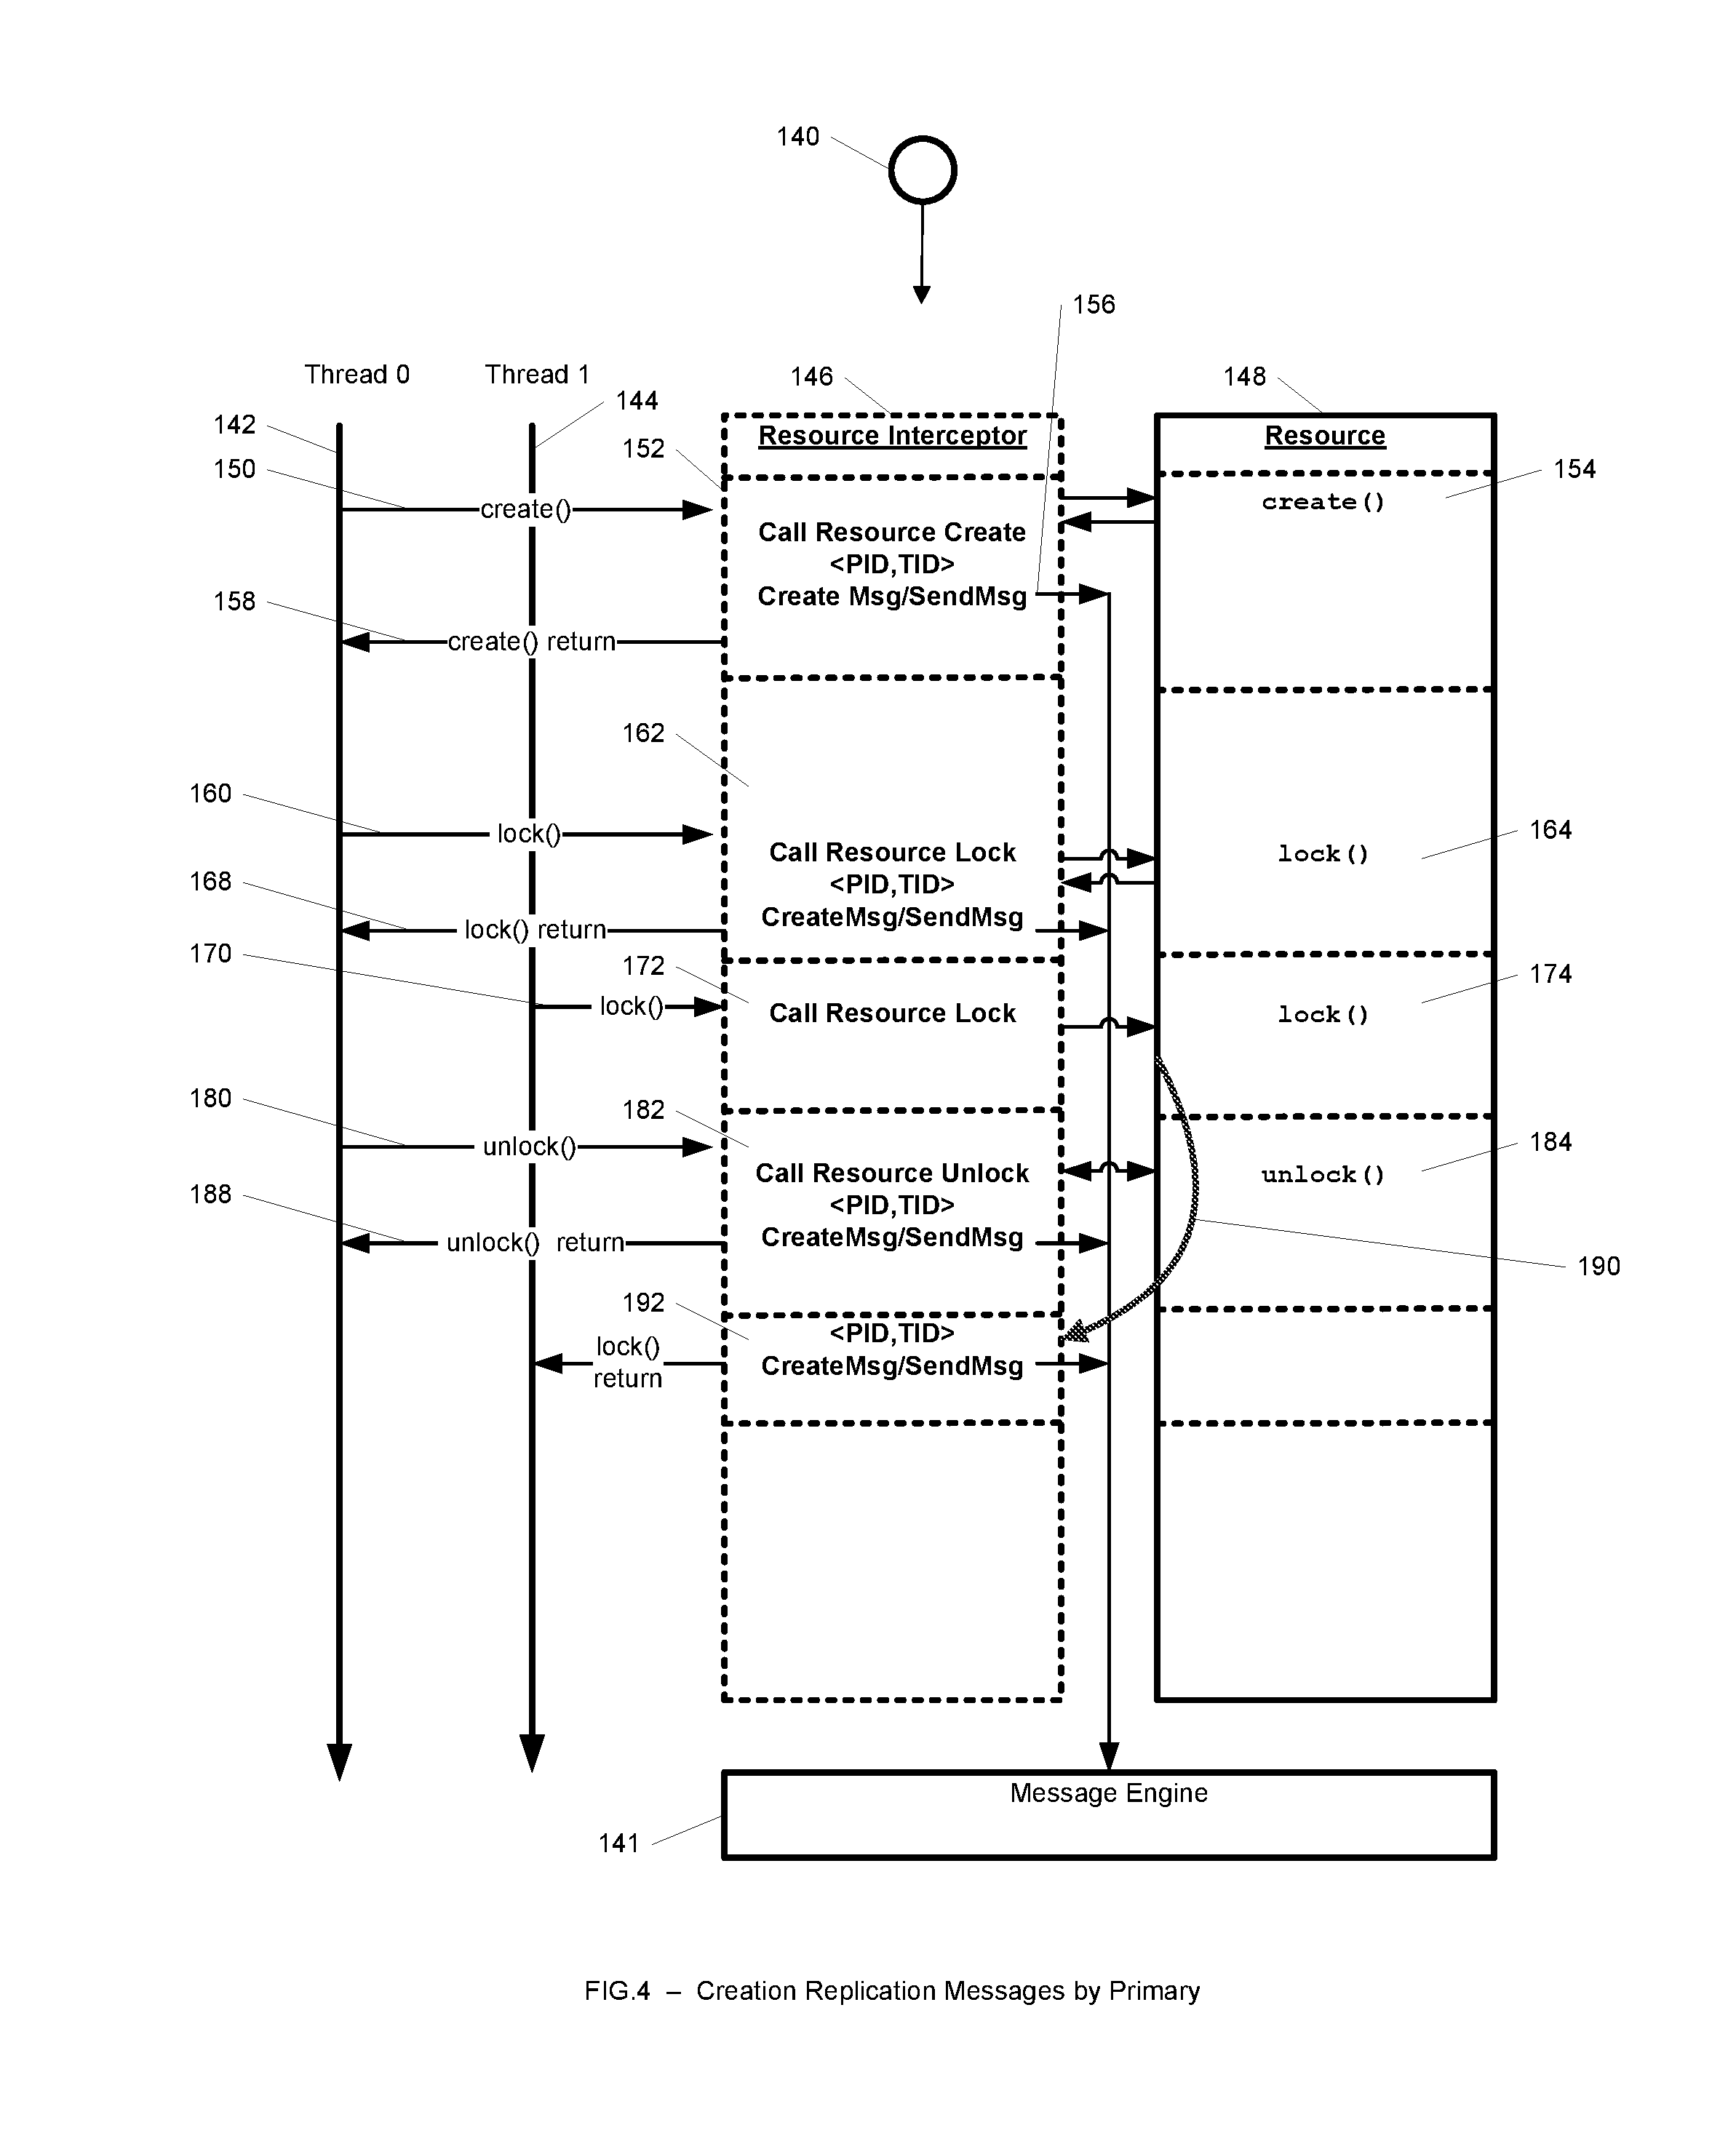 140
156
Thread 0
Thread 1
146
148
144
142
Resource Interceptor
Resource
152
150
154
create()
create()
Call Resource Create
<PID,TID>
Create Msg/SendMsg
158
create() return
162
160
lock()
164
Call Resource Lock
lock()
<PID,TID>
168
CreateMsg/SendMsg
lock() return
170
172
174
lock()
Call Resource Lock
lock()
180
182
unlock()
184
Call Resource Unlock
unlock()
188
<PID,TID>
CreateMsg/SendMsg
unlock() return
190
192
<PID,TID>
lock()
return
CreateMsg/SendMsg
Message Engine
141
FIG.4 – Creation Replication Messages by Primary